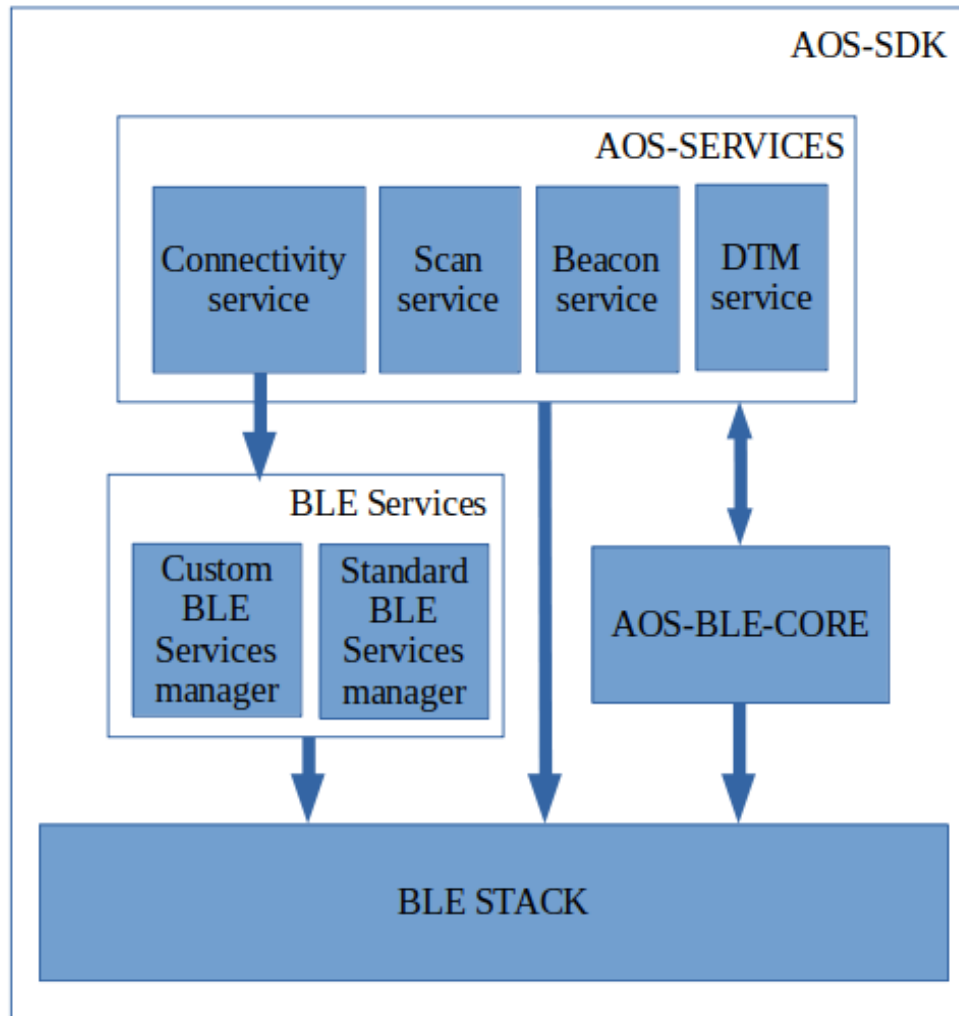 AOS-SDK
AOS-SERVICES
Connectivity
service
Scan
service
Beacon
service
DTM
service
BLE Services
Custom
BLE
Services
manager
Standard
BLE
Services
manager
AOS-BLE-CORE
BLE STACK